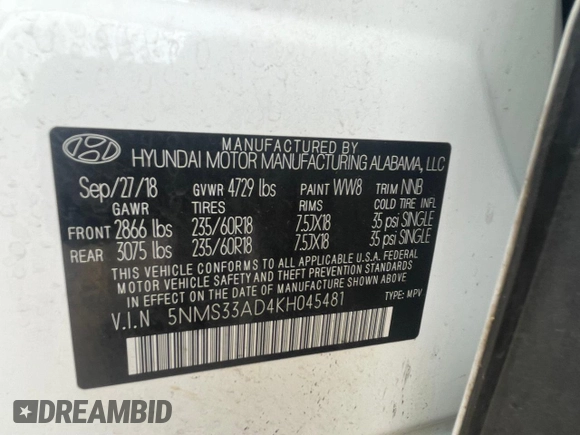 MANUFACTURED BY
HYUNDAI MOTOR MANUFACTURING ALABAMA, LLC
Sep/27/18 GVWR 4729 lbs PAINT WW8 TRIM NNB
GAWR TIRES RIMS COLD TIRE INFL
FRONT 2866 lbs 235/60R18 7.5JX18 35 psi SINGLE
REAR 3075 lbs 235/60R18 7.5JX18 35 psi SINGLE
THIS VEHICLE CONFORMS TO ALL APPLICABLE U.S.A. FEDERAL
MOTOR VEHICLE SAFETY AND THEFT PREVENTION STANDARDS
IN EFFECT ON THE DATE OF MANUFACTURE SHOWN ABOVE.
V.I.N 5NMS33AD4KH045481 TYPE: MPV
DREAMBID